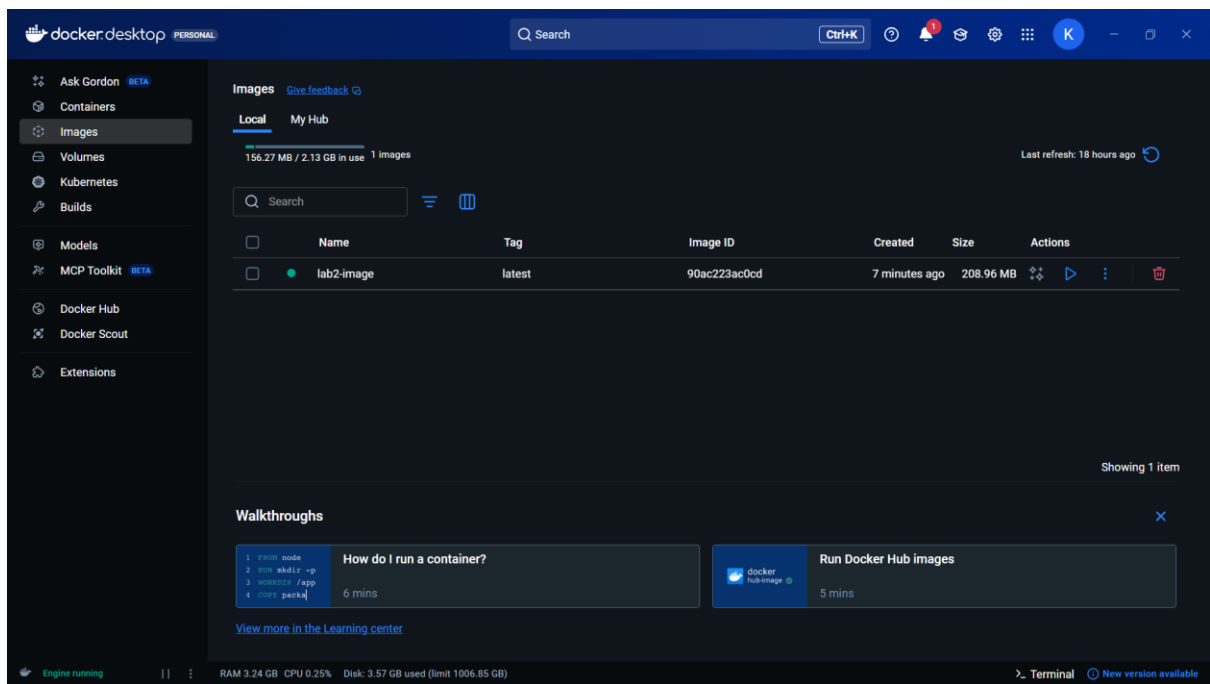 docker.desktop PERSONAL
Search
Ctrl+K
1
K
Ask Gordon BETA
Containers
Images
Volumes
Kubernetes
Builds
Models
MCP Toolkit BETA
Docker Hub
Docker Scout
Extensions
Images Give feedback
Local My Hub
156.27 MB / 2.13 GB in use 1 images
Last refresh: 18 hours ago
Search
Name Tag Image ID Created Size Actions
lab2-image latest 90ac223ac0cd 7 minutes ago 208.96 MB
Showing 1 item
Walkthroughs
1 FROM node
2 RUN mkdir -p
3 WORKDIR /app
4 COPY packa
How do I run a container?
6 mins
docker
hub-image
Run Docker Hub images
5 mins
View more in the Learning center
Engine running RAM 3.24 GB CPU 0.25% Disk: 3.57 GB used (limit 1006.85 GB) >_ Terminal New version available